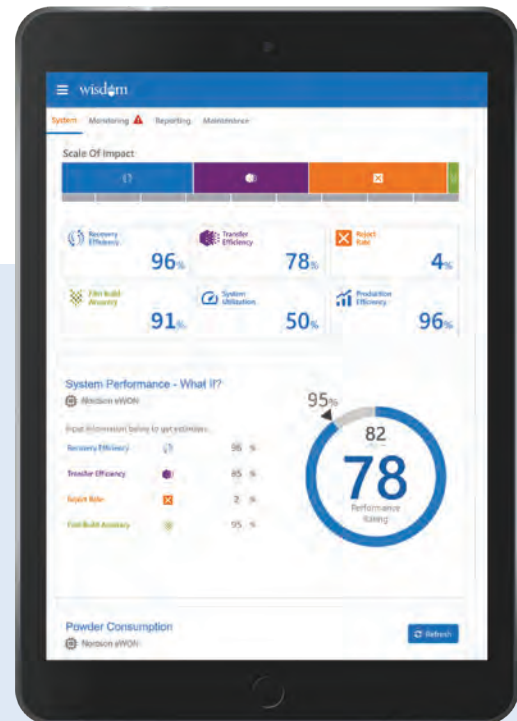 wisdom
System Monitoring Reporting Maintenance
Scale Of Impact
Recovery Efficiency
96%
Transfer Efficiency
78%
Reject Rate
4%
Film Build Accuracy
91%
System Utilization
50%
Production Efficiency
96%
System Performance - What If?
Nordson eWON
Input information below to get estimates
Recovery Efficiency 96 %
Transfer Efficiency 85 %
Reject Rate 2 %
Film Build Accuracy 95 %
95%
82
78
Performance
Rating
Powder Consumption
Nordson eWON
Refresh